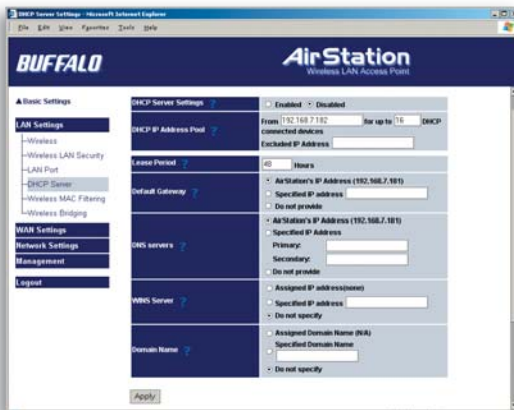 DHCP Server Settings - Microsoft Internet Explorer
File Edit View Favorites Tools Help
BUFFALO
AirStation
Wireless LAN Access Point
▲Basic Settings
LAN Settings
Wireless
Wireless LAN Security
LAN Port
DHCP Server
Wireless MAC Filtering
Wireless Bridging
WAN Settings
Network Settings
Management
Logout
DHCP Server Settings ?
Enabled Disabled
DHCP IP Address Pool ?
From 192.168.7.182 for up to 16 DHCP
connected devices
Excluded IP Address
Lease Period ?
48 Hours
Default Gateway ?
AirStation's IP Address (192.168.7.181)
Specified IP address
Do not provide
DNS servers ?
AirStation's IP Address (192.168.7.181)
Specified IP Address
Primary:
Secondary:
Do not provide
WINS Server ?
Assigned IP address(none)
Specified IP address
Do not specify
Domain Name ?
Assigned Domain Name (N/A)
Specified Domain Name
Do not specify
Apply